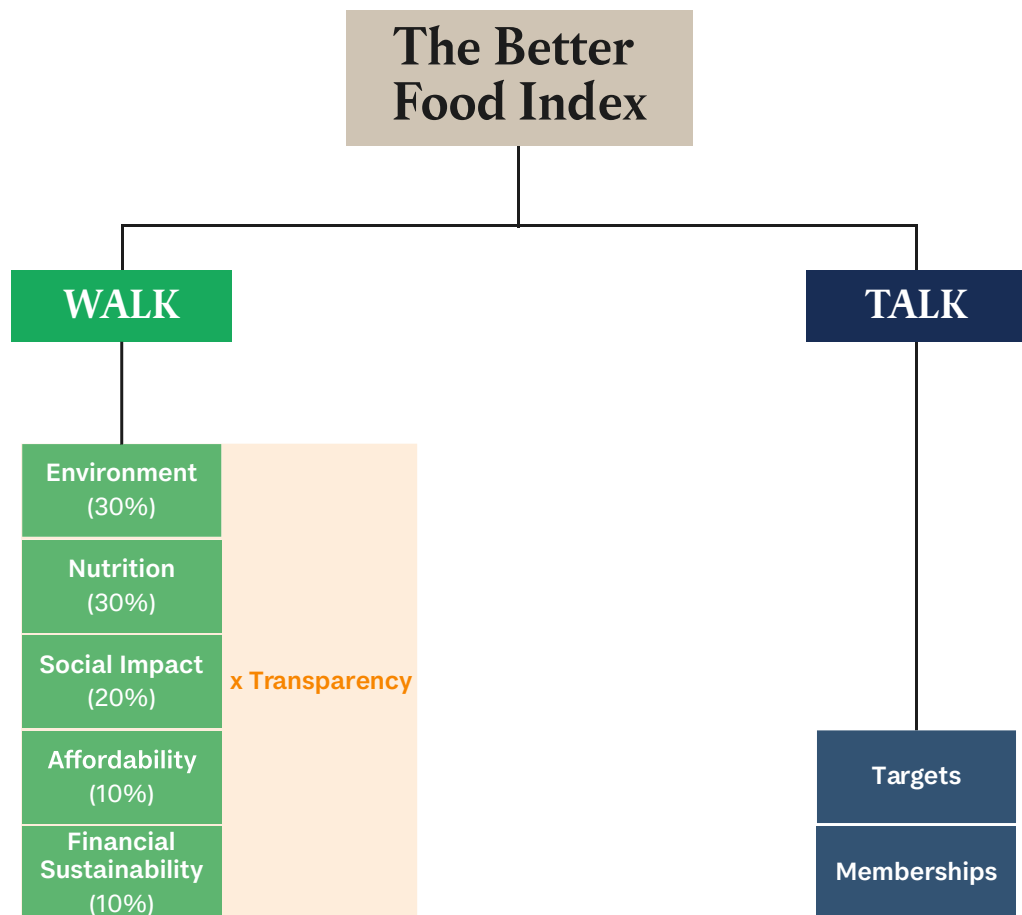 The Better
Food Index
WALK
TALK
Environment
(30%)
Nutrition
(30%)
Social Impact
(20%)
x Transparency
Affordability
(10%)
Financial
Sustainability
(10%)
Targets
Memberships